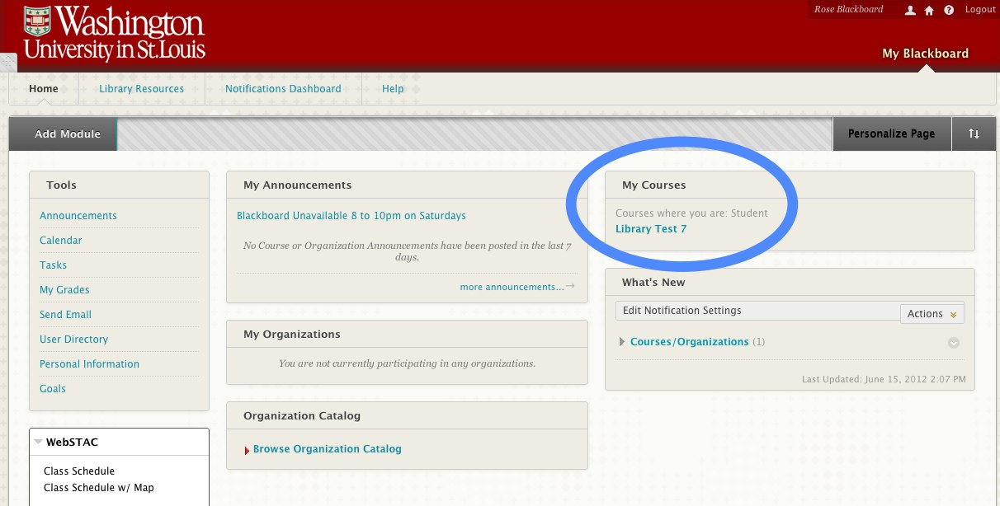 Washington
University in St. Louis
Rose Blackboard
Logout
My Blackboard
Home
Library Resources
Notifications Dashboard
Help
Add Module
Personalize Page
Tools
Announcements
Calendar
Tasks
My Grades
Send Email
User Directory
Personal Information
Goals
WebSTAC
Class Schedule
Class Schedule w/ Map
My Announcements
Blackboard Unavailable 8 to 10pm on Saturdays
No Course or Organization Announcements have been posted in the last 7
days.
more announcements...→
My Organizations
You are not currently participating in any organizations.
Organization Catalog
Browse Organization Catalog
My Courses
Courses where you are: Student
Library Test 7
What's New
Edit Notification Settings
Actions
Courses/Organizations (1)
Last Updated: June 15, 2012 2:07 PM